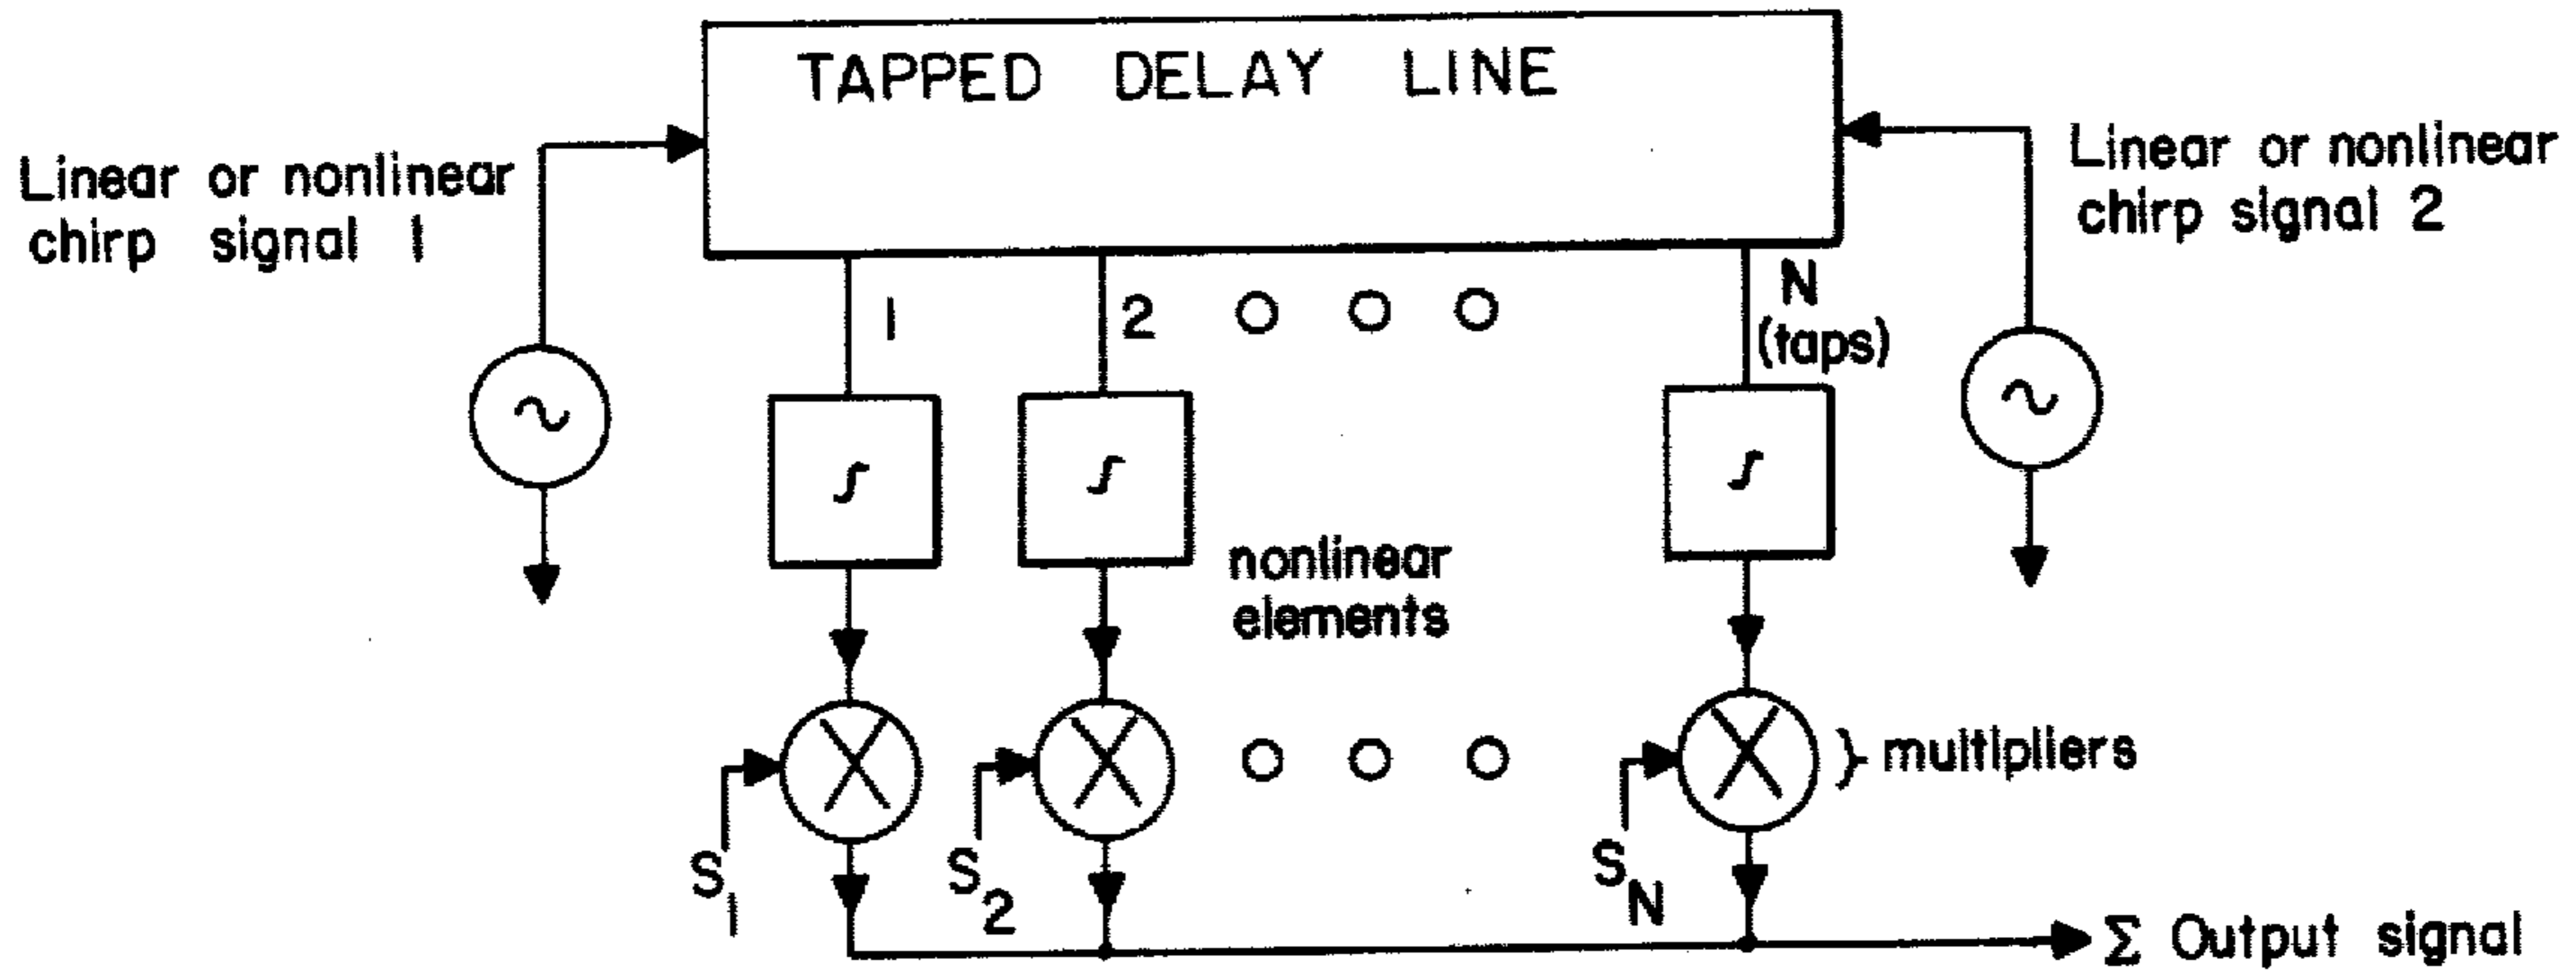 TAPPED DELAY LINE
Linear or nonlinear
chirp signal 1
Linear or nonlinear
chirp signal 2
1
2
N
(taps)
nonlinear
elements
} multipliers
S1
S2
SN
Σ Output signal